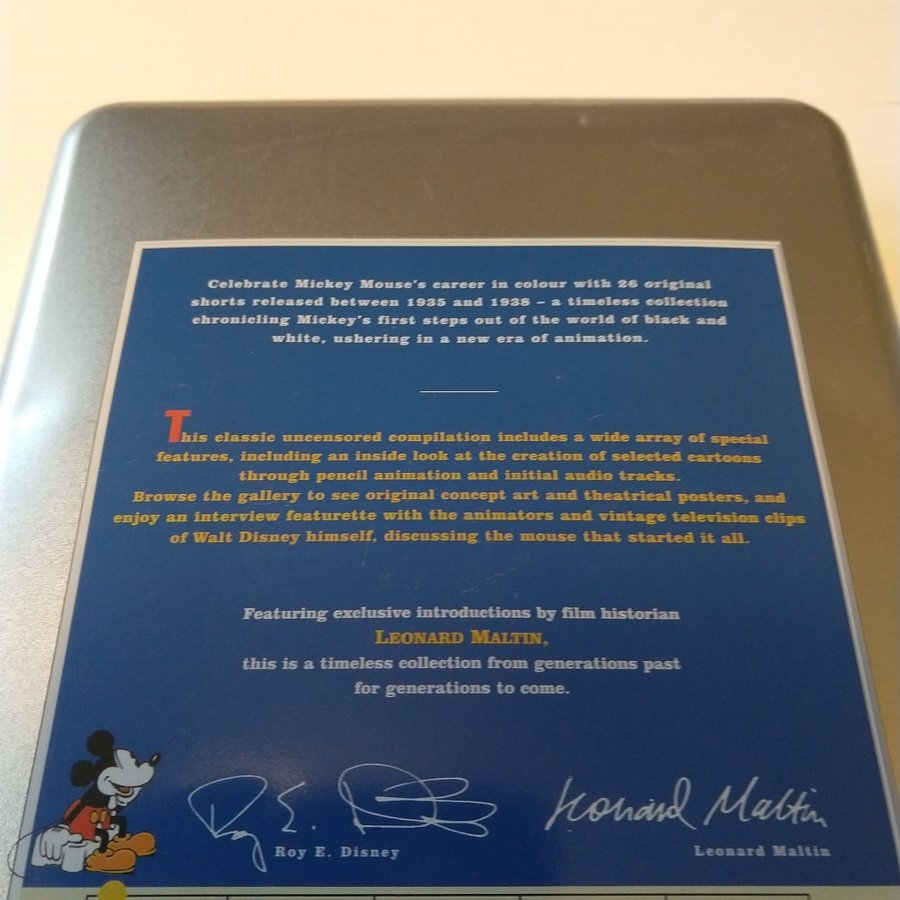 Celebrate Mickey Mouse's career in colour with 26 original
shorts released between 1935 and 1938 – a timeless collection
chronicling Mickey's first steps out of the world of black and
white, ushering in a new era of animation.
This classic uncensored compilation includes a wide array of special
features, including an inside look at the creation of selected cartoons
through pencil animation and initial audio tracks.
Browse the gallery to see original concept art and theatrical posters, and
enjoy an interview featurette with the animators and vintage television clips
of Walt Disney himself, discussing the mouse that started it all.
Featuring exclusive introductions by film historian
LEONARD MALTIN,
this is a timeless collection from generations past
for generations to come.
Roy E. Disney
Leonard Maltin
Roy E. Disney
Leonard Maltin